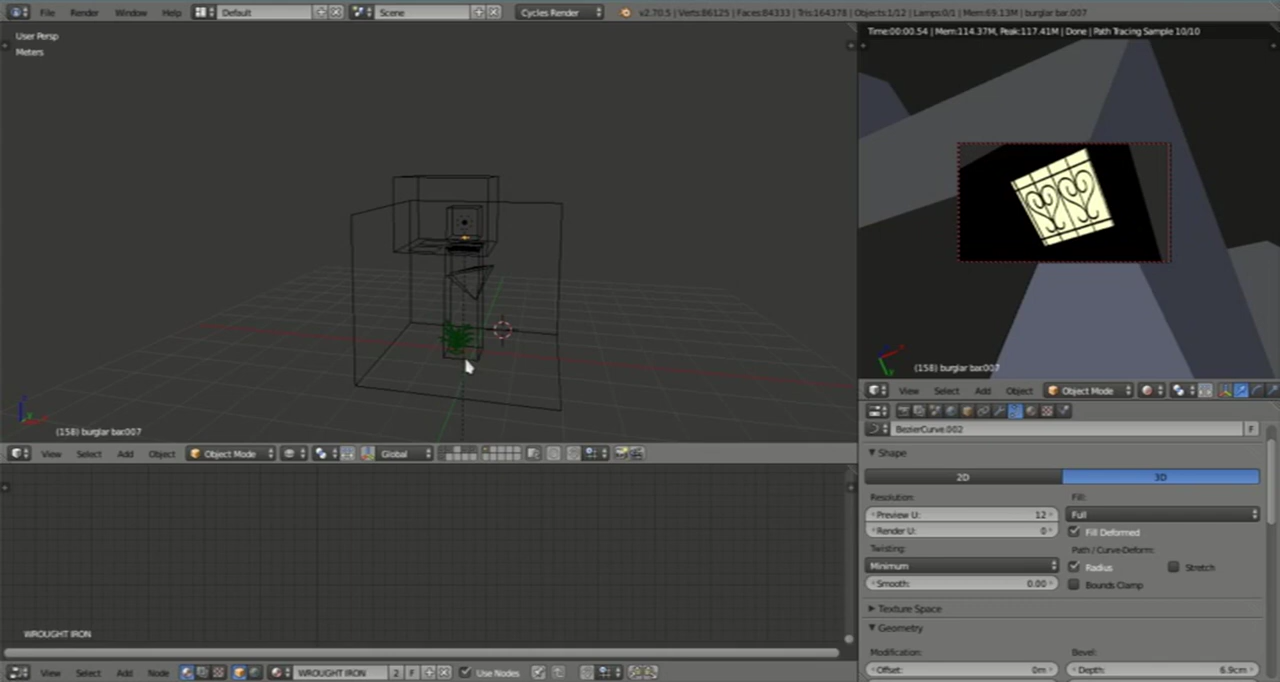 File Render Window Help Default Scene Cycles Render v2.70.5 | Verts:86125 | Faces:84333 | Tris:164378 | Objects:1/12 | Lamps:0/1 | Mem:69.13M | burglar bar.007
User Persp
Meters
Time:00:00.54 | Mem:114.37M, Peak:117.41M | Done | Path Tracing Sample 10/10
(158) burglar bar.007
(158) burglar bar.007
View Select Add Object Object Mode
View Select Add Object Object Mode Global
BezierCurve.002 F
Shape
2D 3D
Resolution: Fill:
Preview U: 12 Full
Render U: 0 Fill Deformed
Twisting: Path / Curve-Deform:
Minimum Radius Stretch
Smooth: 0.00 Bounds Clamp
Texture Space
Geometry
Modification: Bevel:
Offset: 0m Depth: 6.9cm
WROUGHT IRON
View Select Add Node WROUGHT IRON 2 F Use Nodes